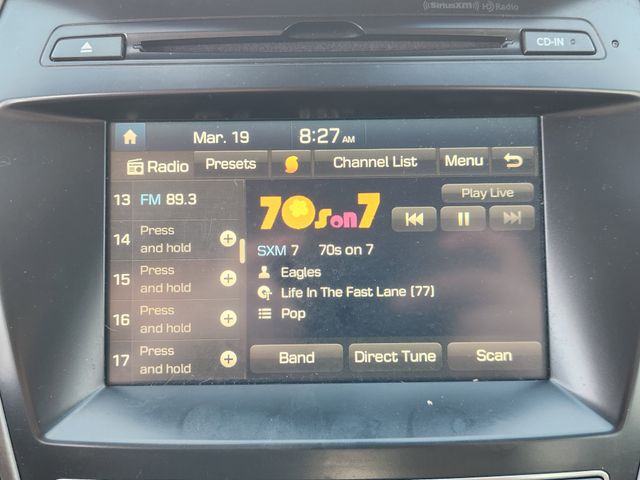 SiriusXM HD Radio
CD-IN
Mar. 19 8:27 AM
Radio Presets Channel List Menu
13 FM 89.3
14 Press and hold
15 Press and hold
16 Press and hold
17 Press and hold
70s on 7
Play Live
SXM 7 70s on 7
Eagles
Life In The Fast Lane (77)
Pop
Band Direct Tune Scan